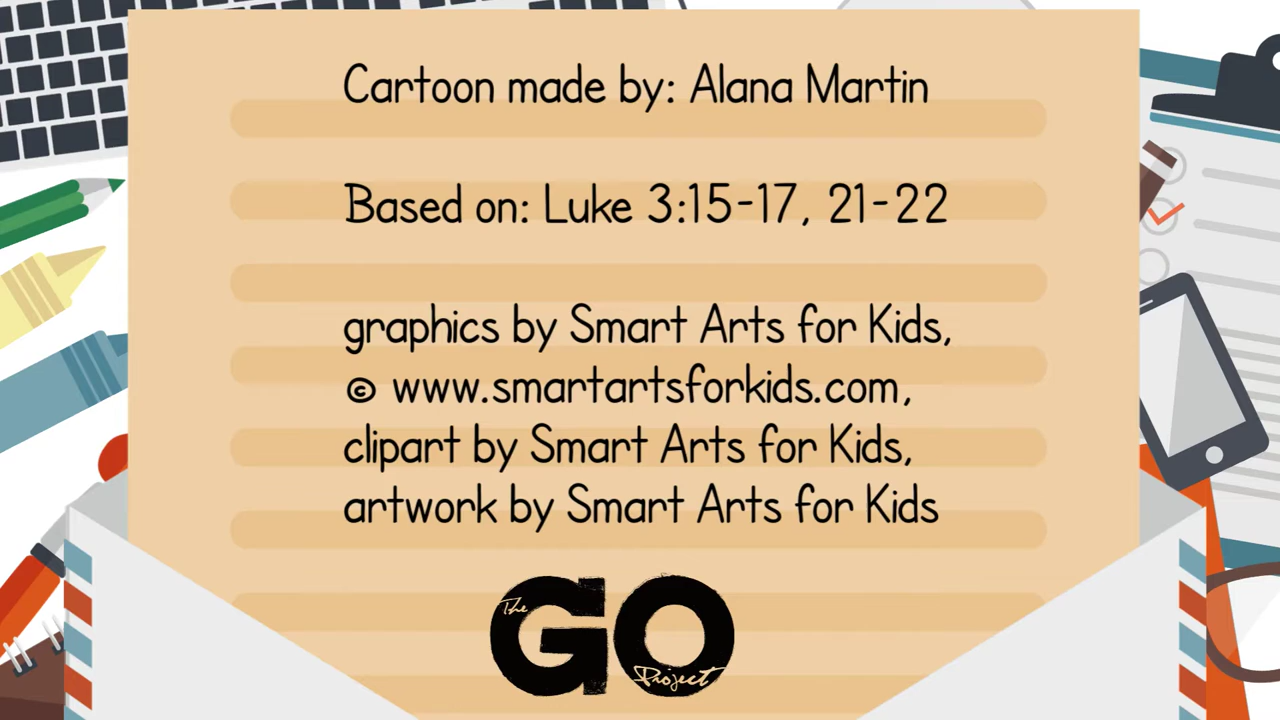 Cartoon made by: Alana Martin
Based on: Luke 3:15-17, 21-22
graphics by Smart Arts for Kids,
© www.smartartsforkids.com,
clipart by Smart Arts for Kids,
artwork by Smart Arts for Kids
The
GO
Project